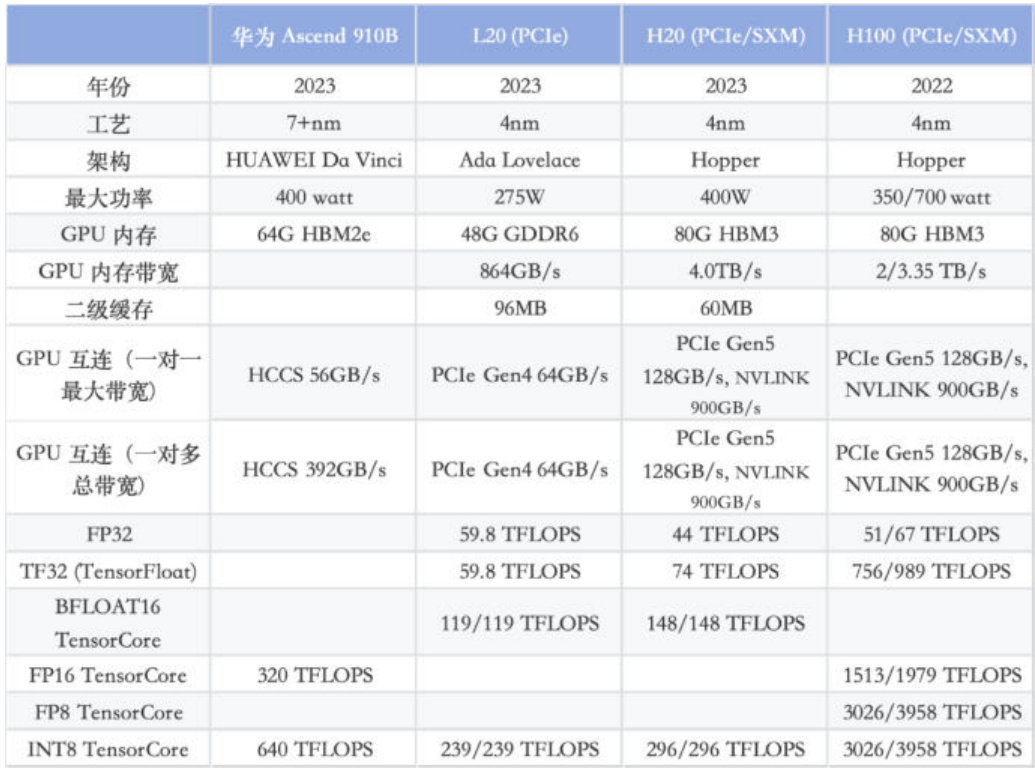 华为 Ascend 910B L20 (PCIe) H20 (PCIe/SXM) H100 (PCIe/SXM)
年份 2023 2023 2023 2022
工艺 7+nm 4nm 4nm 4nm
架构 HUAWEI Da Vinci Ada Lovelace Hopper Hopper
最大功率 400 watt 275W 400W 350/700 watt
GPU 内存 64G HBM2e 48G GDDR6 80G HBM3 80G HBM3
GPU 内存带宽 864GB/s 4.0TB/s 2/3.35 TB/s
二级缓存 96MB 60MB
GPU 互连（一对一
最大带宽）
HCCS 56GB/s
PCIe Gen4 64GB/s
PCIe Gen5
128GB/s, NVLINK
900GB/s
PCIe Gen5 128GB/s,
NVLINK 900GB/s
GPU 互连（一对多
总带宽）
HCCS 392GB/s
PCIe Gen4 64GB/s
PCIe Gen5
128GB/s, NVLINK
900GB/s
PCIe Gen5 128GB/s,
NVLINK 900GB/s
FP32 59.8 TFLOPS 44 TFLOPS 51/67 TFLOPS
TF32 (TensorFloat) 59.8 TFLOPS 74 TFLOPS 756/989 TFLOPS
BFLOAT16
TensorCore
119/119 TFLOPS 148/148 TFLOPS
FP16 TensorCore 320 TFLOPS 1513/1979 TFLOPS
FP8 TensorCore 3026/3958 TFLOPS
INT8 TensorCore 640 TFLOPS 239/239 TFLOPS 296/296 TFLOPS 3026/3958 TFLOPS